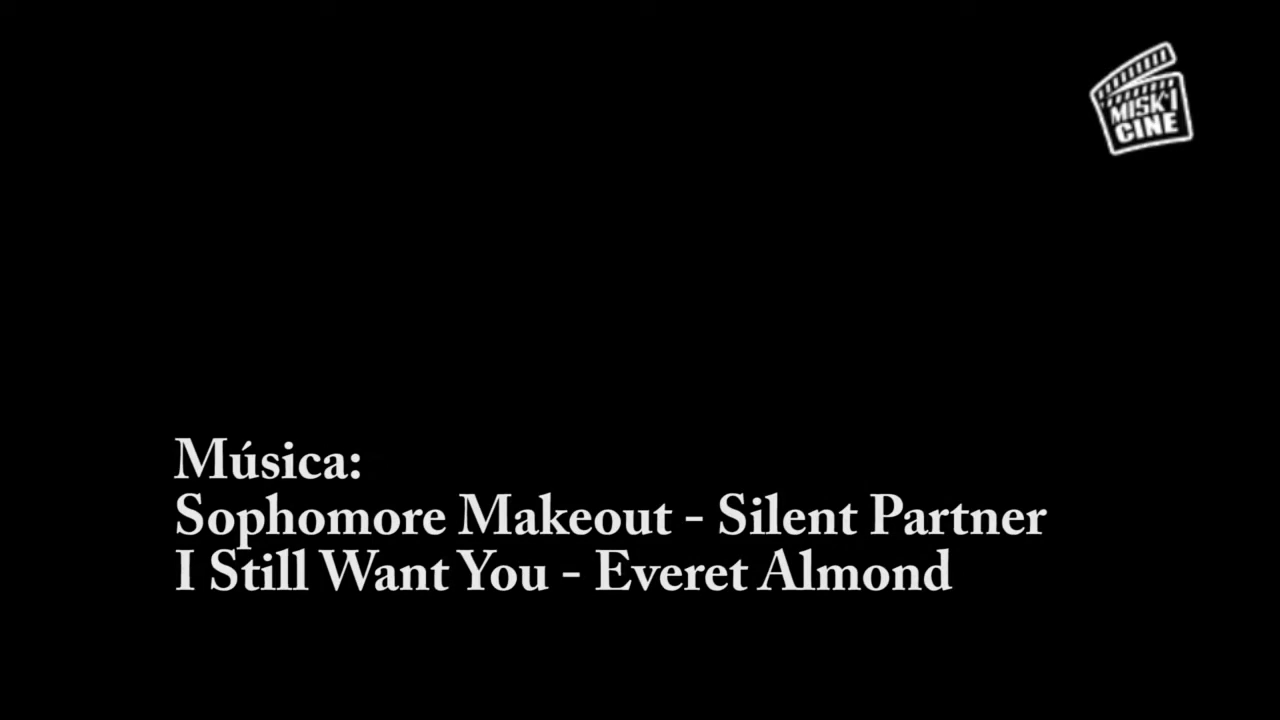 MISK'I
CINE
Música:
Sophomore Makeout - Silent Partner
I Still Want You - Everet Almond